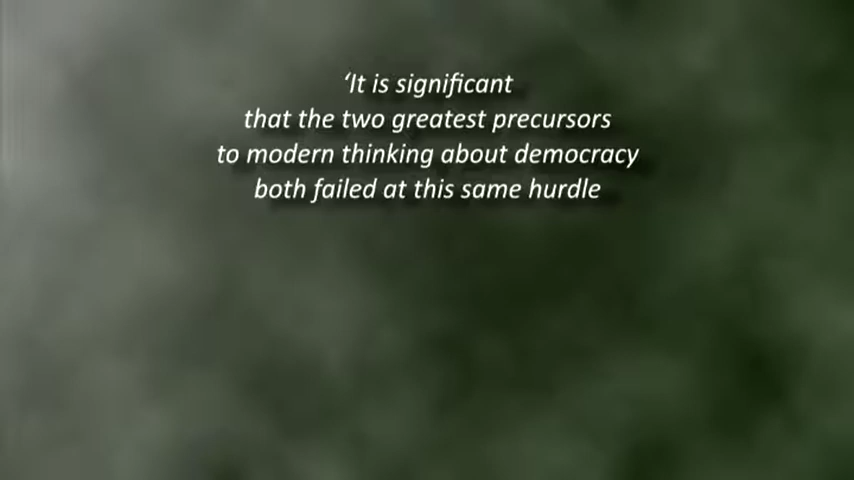 ‘It is significant
that the two greatest precursors
to modern thinking about democracy
both failed at this same hurdle